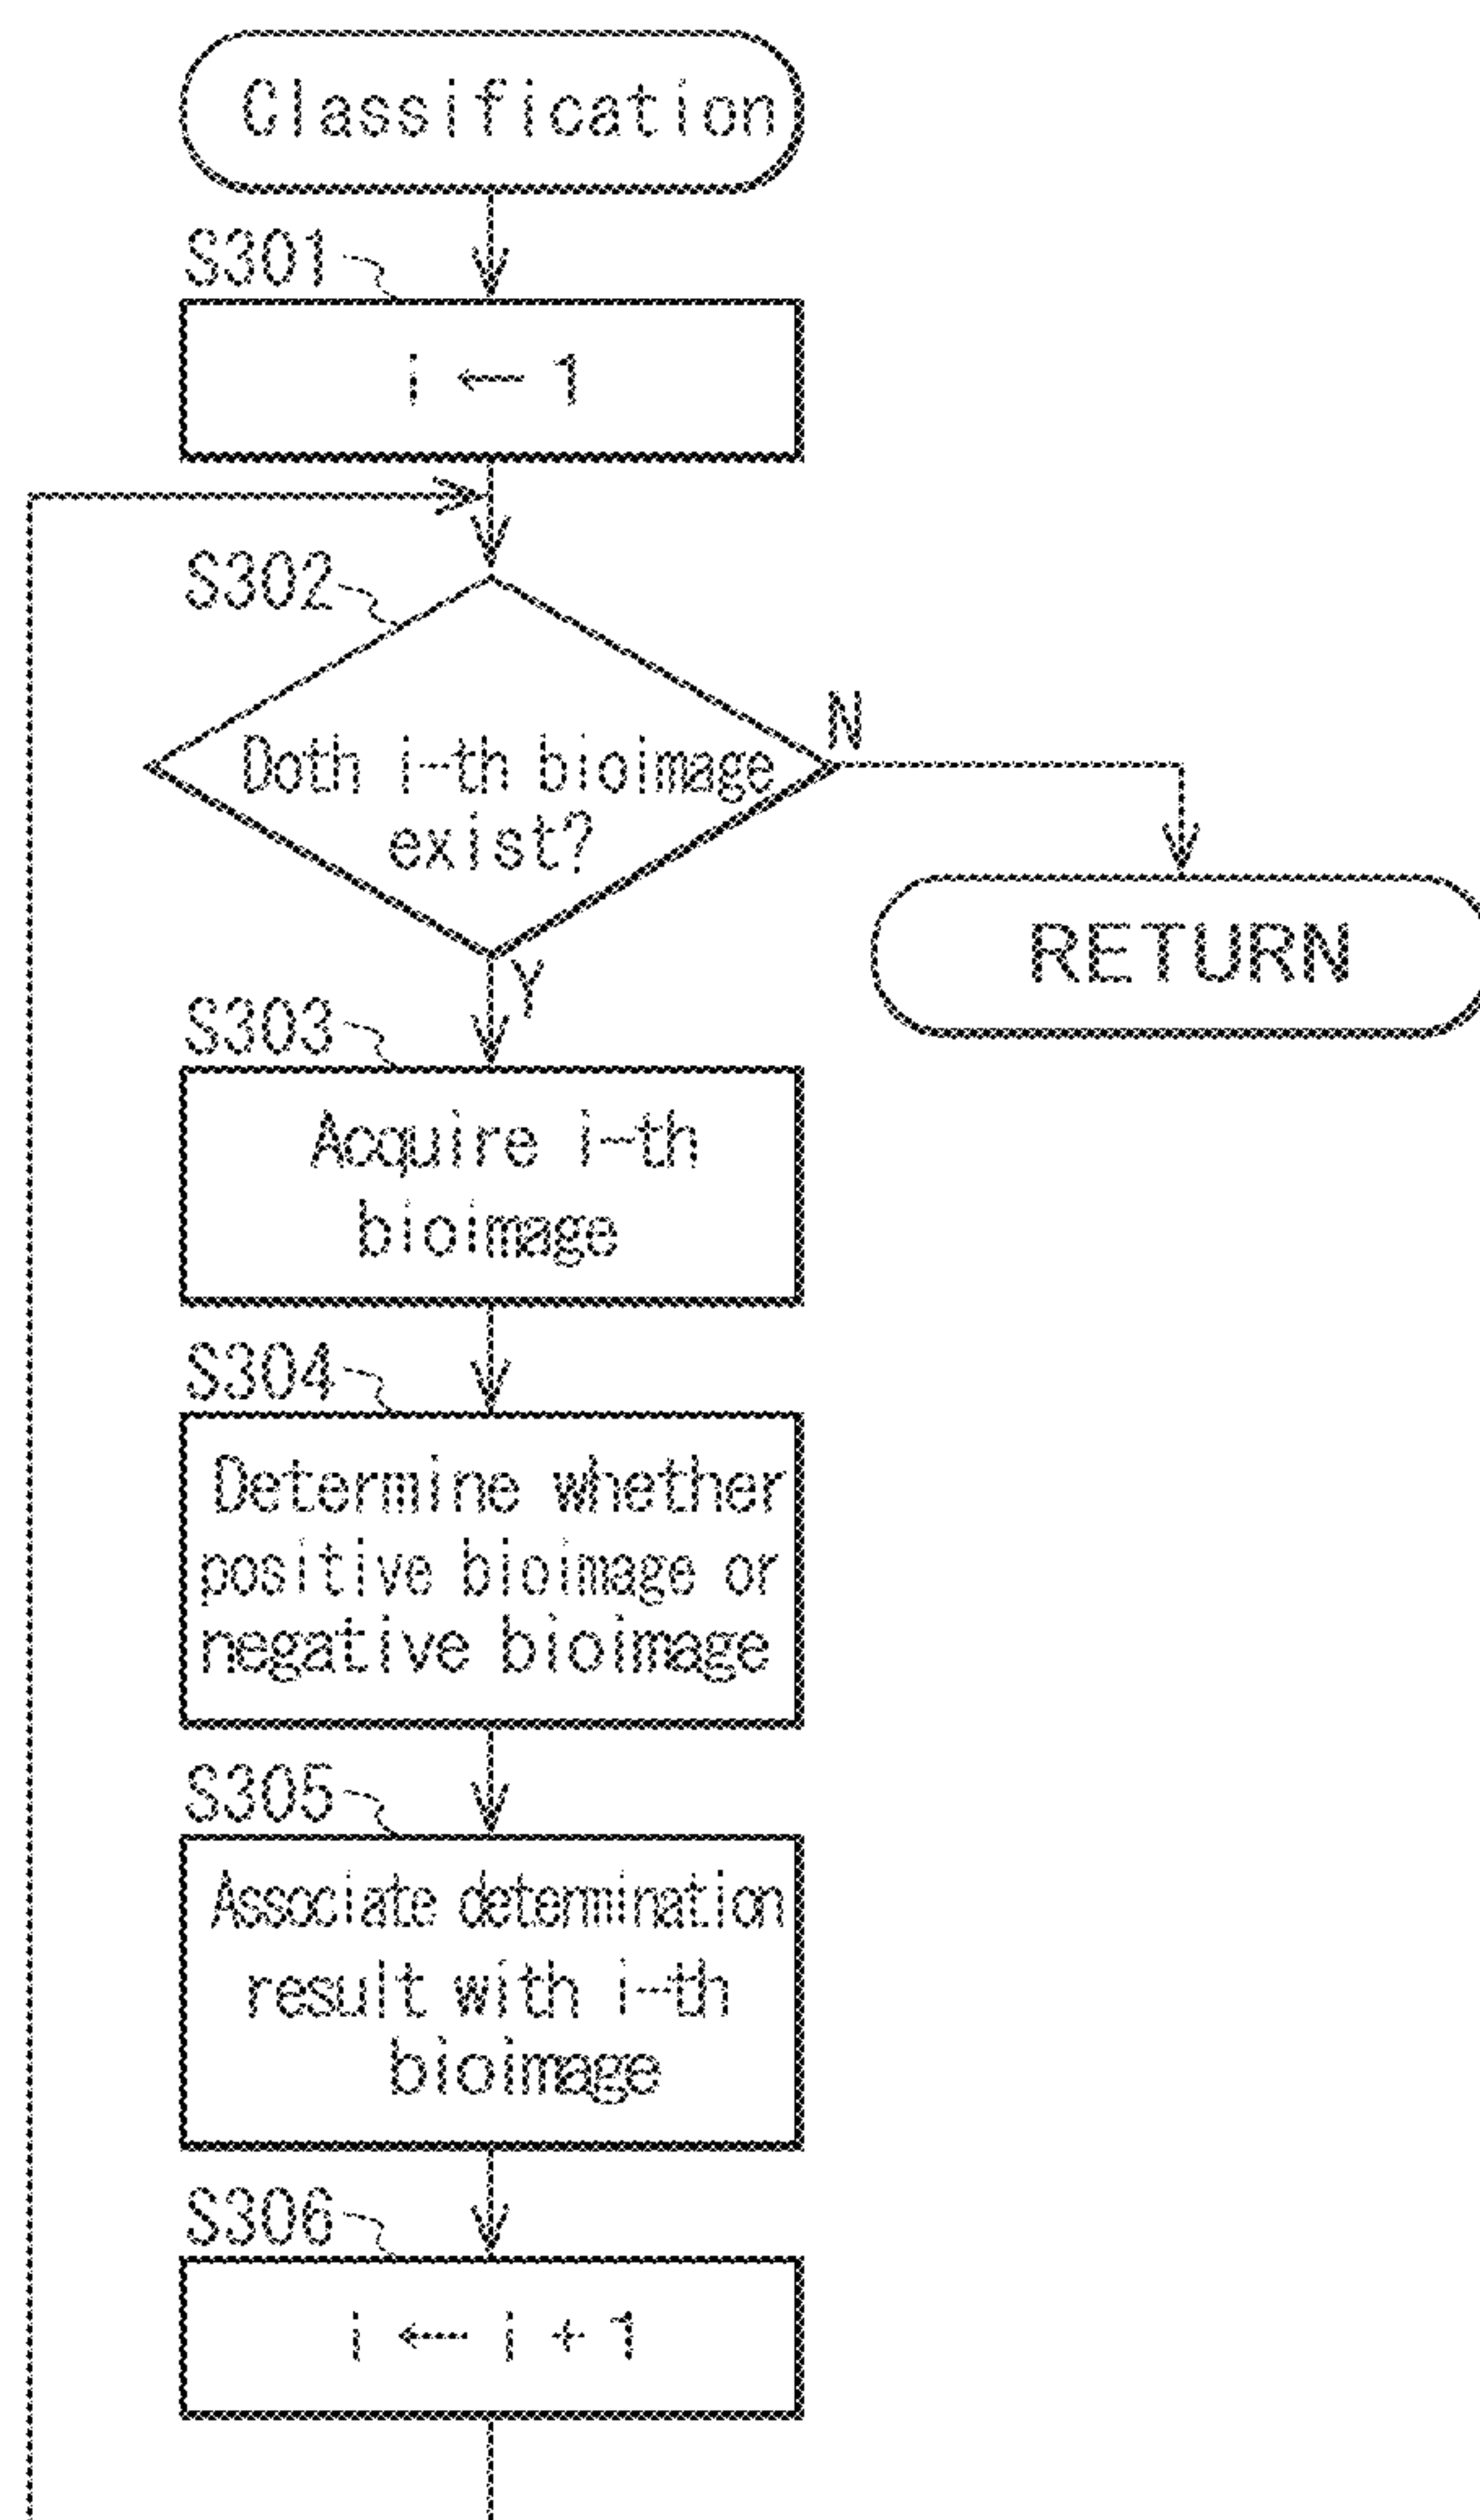 Classification
S301
i ← 1
S302
Doth i-th bioimage
exist?
N
RETURN
Y
S303
Acquire i-th
bioimage
S304
Determine whether
positive bioimage or
negative bioimage
S305
Associate determination
result with i-th
bioimage
S306
i ← i + 1